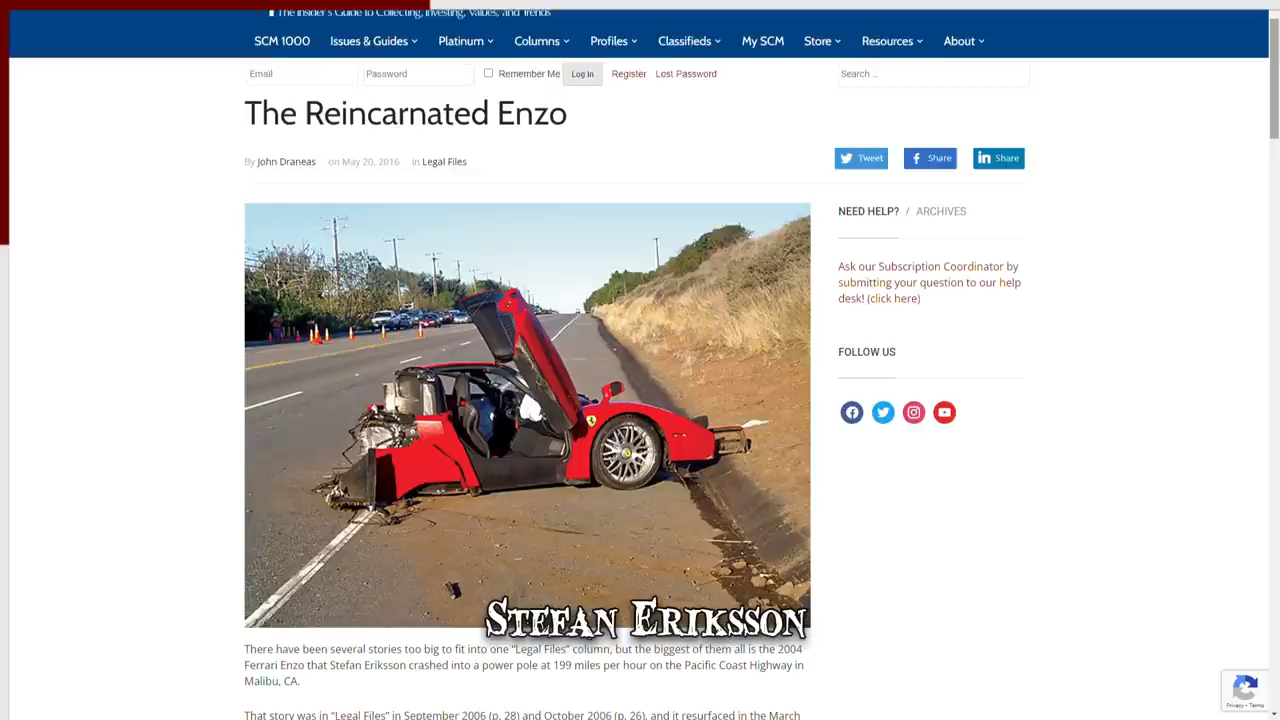 The Insider's Guide to Collecting, Investing, Values, and Trends
SCM 1000 Issues & Guides Platinum Columns Profiles Classifieds My SCM Store Resources About
Email Password Remember Me Log In Register Lost Password Search ...
The Reincarnated Enzo
By John Draneas on May 20, 2016 in Legal Files
Tweet Share Share
NEED HELP? / ARCHIVES
Ask our Subscription Coordinator by
submitting your question to our help
desk! (click here)
FOLLOW US
STEFAN ERIKSSON
There have been several stories too big to fit into one “Legal Files” column, but the biggest of them all is the 2004
Ferrari Enzo that Stefan Eriksson crashed into a power pole at 199 miles per hour on the Pacific Coast Highway in
Malibu, CA.
That story was in “Legal Files” in September 2006 (p. 28) and October 2006 (p. 26), and it resurfaced in the March
Privacy - Terms